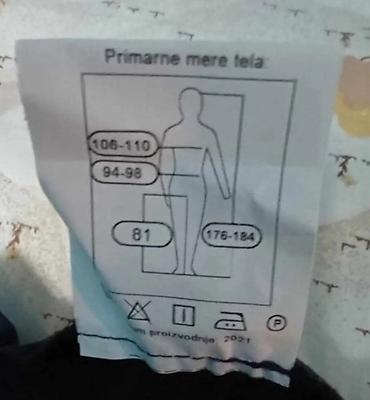 Primarne mere tela:
106-110
94-98
81
176-184
P
proizvodnje 2021